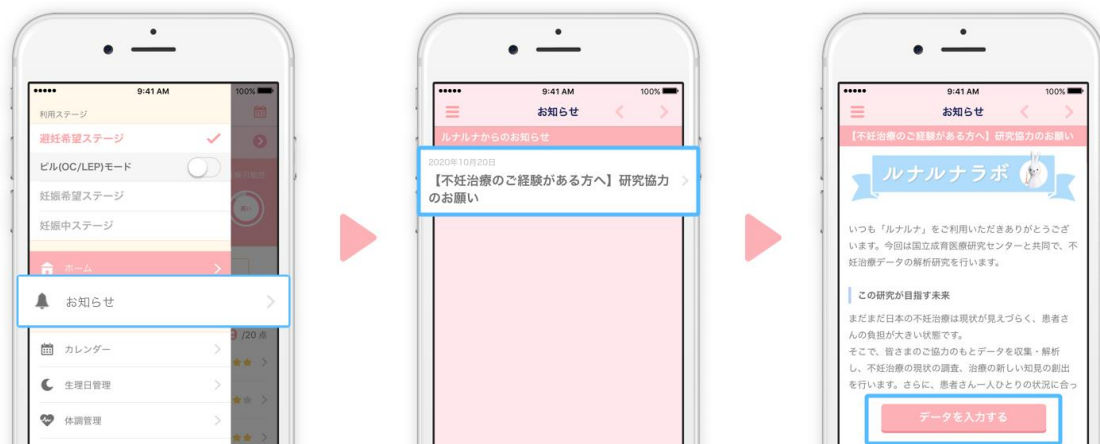 9:41 AM
100%
利用ステージ
避妊希望ステージ
ピル(OC/LEP)モード
妊娠希望ステージ
妊娠中ステージ
ホーム
お知らせ
/20 点
カレンダー
生理日管理
体調管理
9:41 AM
100%
お知らせ
ルナルナからのお知らせ
2020年10月20日
【不妊治療のご経験がある方へ】研究協力
のお願い
9:41 AM
100%
お知らせ
【不妊治療のご経験がある方へ】研究協力のお願い
ルナルナラボ
いつも「ルナルナ」をご利用いただきありがとうござ
います。今回は国立成育医療研究センターと共同で、不
妊治療データの解析研究を行います。
この研究が目指す未来
まだまだ日本の不妊治療は現状が見えづらく、患者さ
んの負担が大きい状態です。
そこで、皆さまのご協力のもとデータを収集・解析
し、不妊治療の現状の調査、治療の新しい知見の創出
を行います。さらに、患者さん一人ひとりの状況に合っ
データを入力する